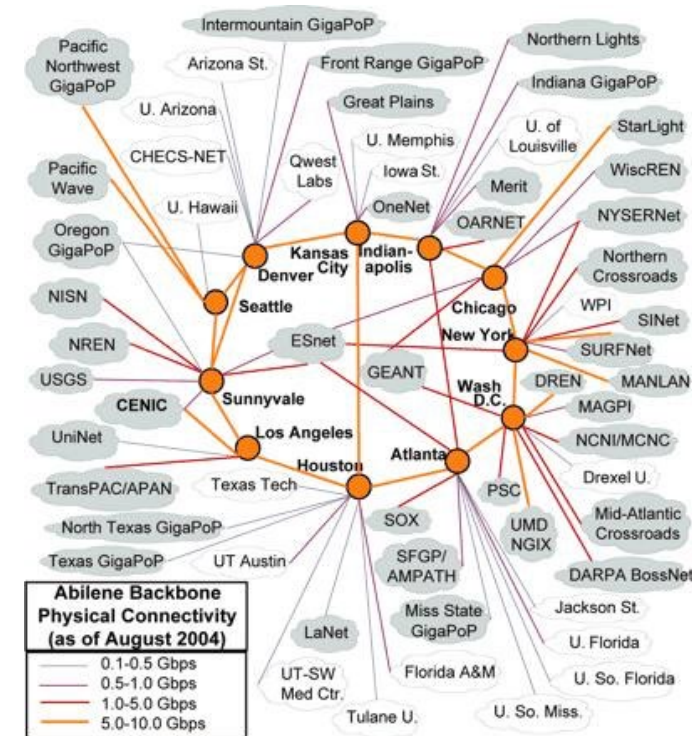 Intermountain GigaPoP
Pacific
Northwest
GigaPoP
Arizona St.
Front Range GigaPoP
Northern Lights
U. Arizona
Great Plains
Indiana GigaPoP
CHECS-NET
Qwest
Labs
U. Memphis
Iowa St.
U. of
Louisville
StarLight
Pacific
Wave
U. Hawaii
OneNet
Merit
OARNET
WiscREN
NYSERNet
Oregon
GigaPoP
Denver
Kansas
City
Indian-
apolis
Northern
Crossroads
NISN
Seattle
Chicago
WPI
NREN
ESnet
New York
SINet
SURFNet
USGS
Sunnyvale
GEANT
Wash
D.C.
DREN
MANLAN
CENIC
MAGPI
UniNet
Los Angeles
Houston
Atlanta
NCNI/MCNC
TransPAC/APAN
Texas Tech
PSC
Drexel U.
North Texas GigaPoP
SOX
UMD
NGIX
Mid-Atlantic
Crossroads
Texas GigaPoP
UT Austin
SFGP/
AMPATH
DARPA BossNet
Abilene Backbone
Physical Connectivity
(as of August 2004)
0.1-0.5 Gbps
0.5-1.0 Gbps
1.0-5.0 Gbps
5.0-10.0 Gbps
LaNet
Miss State
GigaPoP
Jackson St.
U. Florida
UT-SW
Med Ctr.
Florida A&M
U. So. Florida
Tulane U.
U. So. Miss.